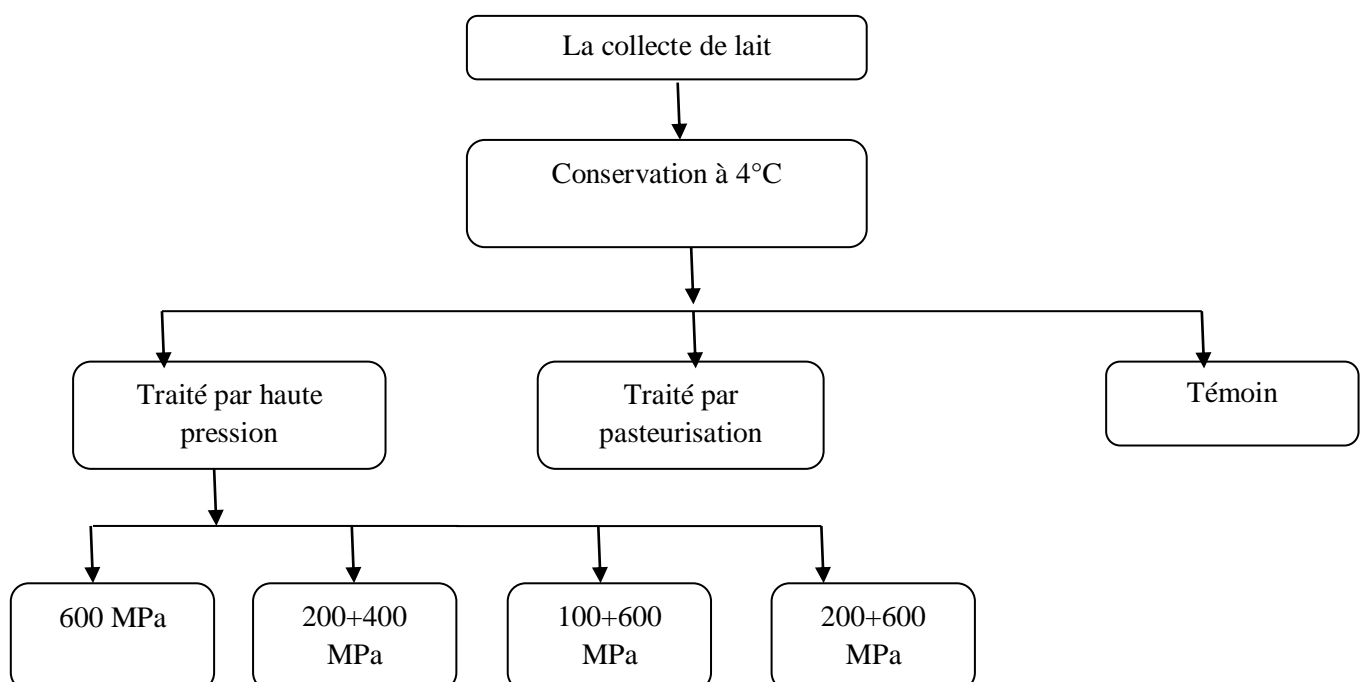 La collecte de lait
Conservation à 4°C
Traité par haute
pression
Traité par
pasteurisation
Témoin
600 MPa
200+400
MPa
100+600
MPa
200+600
MPa